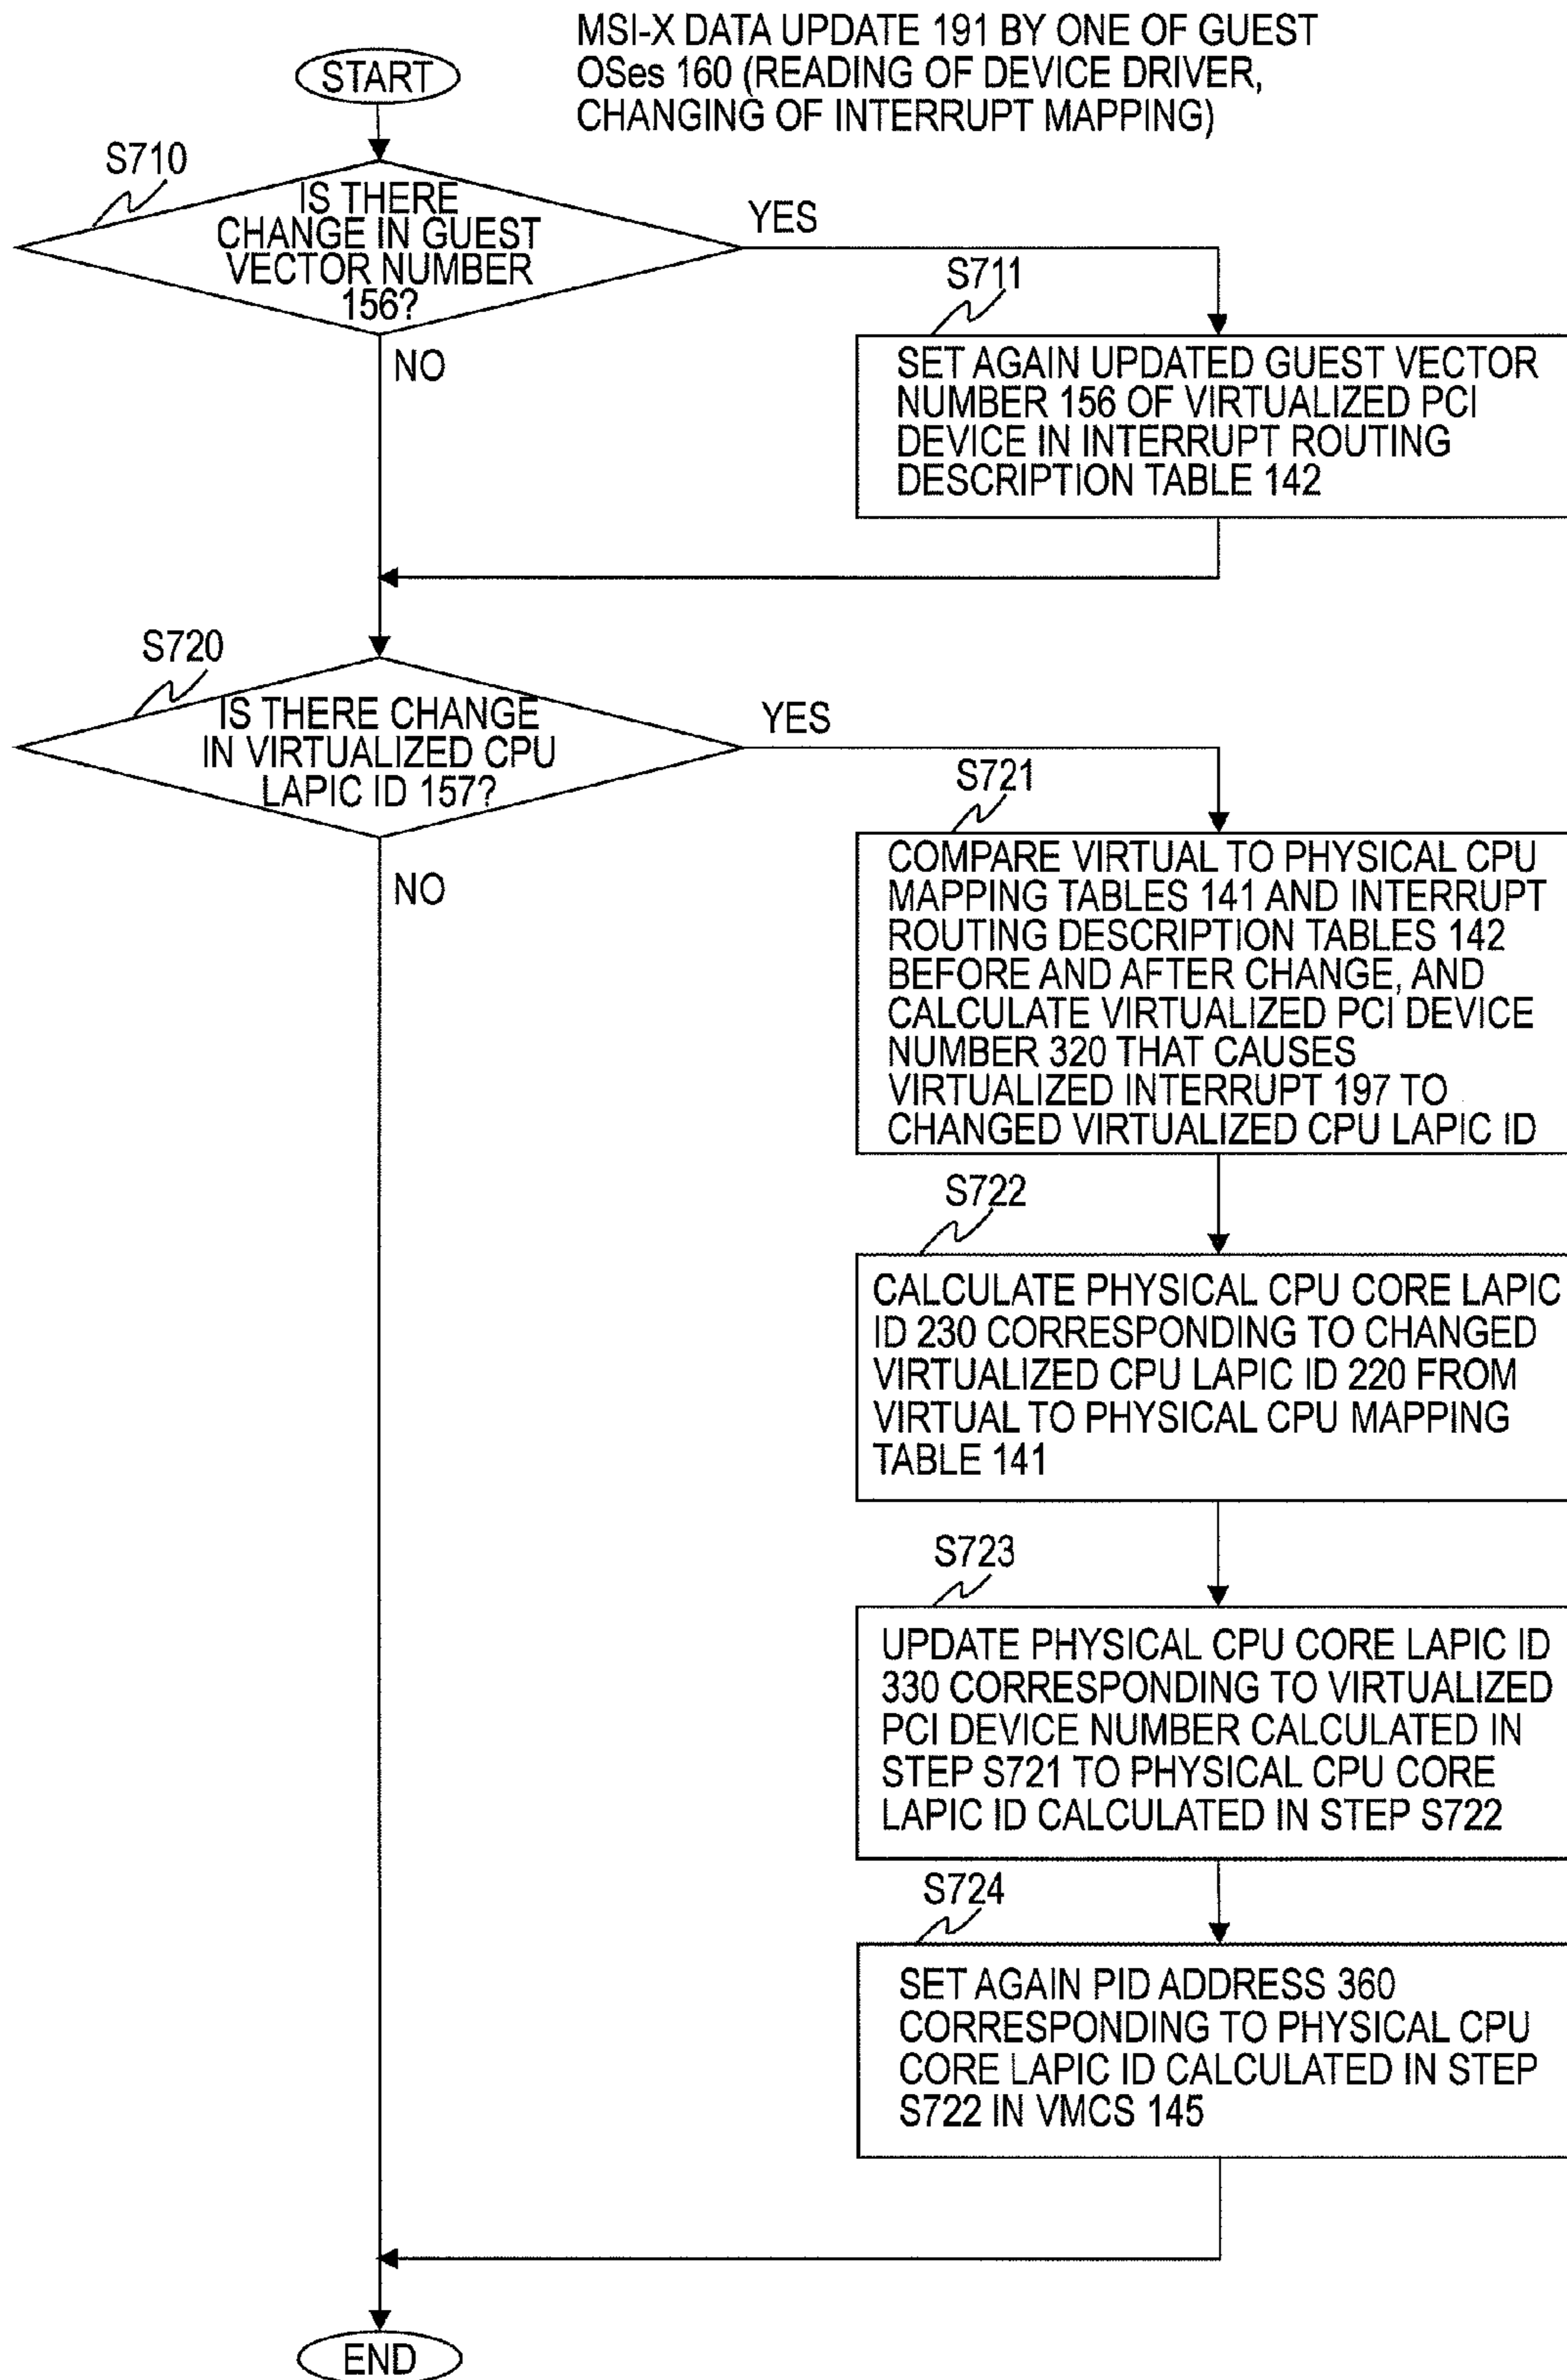 MSI-X DATA UPDATE 191 BY ONE OF GUEST
OSes 160 (READING OF DEVICE DRIVER,
CHANGING OF INTERRUPT MAPPING)
START
S710
IS THERE
CHANGE IN GUEST
VECTOR NUMBER
156?
YES
NO
S711
SET AGAIN UPDATED GUEST VECTOR
NUMBER 156 OF VIRTUALIZED PCI
DEVICE IN INTERRUPT ROUTING
DESCRIPTION TABLE 142
S720
IS THERE CHANGE
IN VIRTUALIZED CPU
LAPIC ID 157?
YES
NO
S721
COMPARE VIRTUAL TO PHYSICAL CPU
MAPPING TABLES 141 AND INTERRUPT
ROUTING DESCRIPTION TABLES 142
BEFORE AND AFTER CHANGE, AND
CALCULATE VIRTUALIZED PCI DEVICE
NUMBER 320 THAT CAUSES
VIRTUALIZED INTERRUPT 197 TO
CHANGED VIRTUALIZED CPU LAPIC ID
S722
CALCULATE PHYSICAL CPU CORE LAPIC
ID 230 CORRESPONDING TO CHANGED
VIRTUALIZED CPU LAPIC ID 220 FROM
VIRTUAL TO PHYSICAL CPU MAPPING
TABLE 141
S723
UPDATE PHYSICAL CPU CORE LAPIC ID
330 CORRESPONDING TO VIRTUALIZED
PCI DEVICE NUMBER CALCULATED IN
STEP S721 TO PHYSICAL CPU CORE
LAPIC ID CALCULATED IN STEP S722
S724
SET AGAIN PID ADDRESS 360
CORRESPONDING TO PHYSICAL CPU
CORE LAPIC ID CALCULATED IN STEP
S722 IN VMCS 145
END